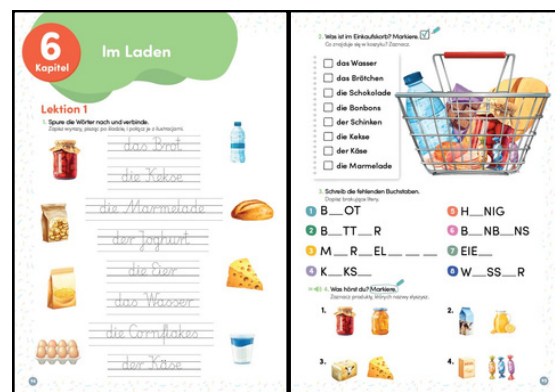 6
Kapitel
Im Laden
Lektion 1
1. Spure die Wörter nach und verbinde.
Zapisz wyrazy, pisząc po śladzie, i połącz je z ilustracjami.
das Brot
die Kekse
die Marmelade
der Joghurt
die Eier
das Wasser
die Cornflakes
der Käse
2. Was ist im Einkaufskorb? Markiere.
Co znajduje się w koszyku? Zaznacz.
das Wasser
das Brötchen
die Schokolade
die Bonbons
der Schinken
die Kekse
der Käse
die Marmelade
3. Schreib die fehlenden Buchstaben.
Dopisz brakujące litery.
1 B__OT
2 B__TT__R
3 M__R__EL__ __ __ __
4 K__KS__
5 H__NIG
6 B__NB__NS
7 EIE__
8 W__SS__R
4. Was hörst du? Markiere.
Zaznacz produkty, których nazwy słyszysz.
1.
2.
3.
4.